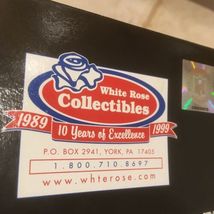 White Rose
Collectibles
1989 10 Years of Excellence 1999
P.O. BOX 2941, YORK, PA 17405
1.800.710.8697
www.whterose.com